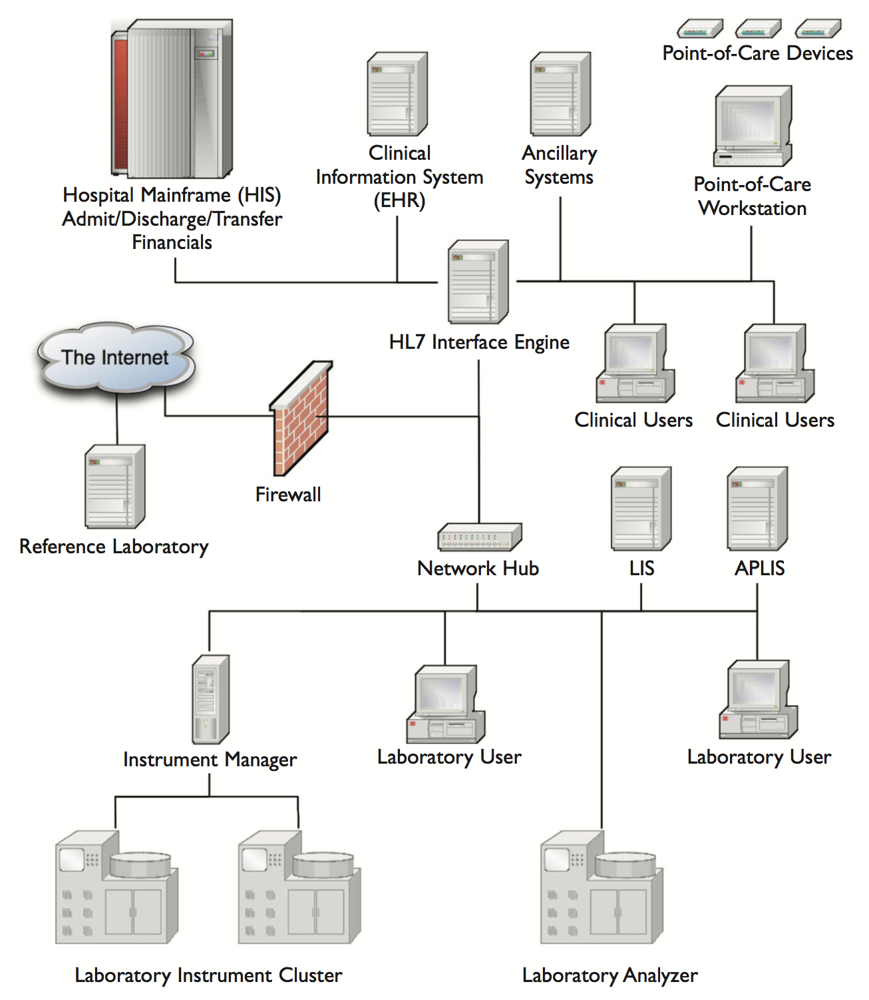 Point-of-Care Devices
Clinical
Information System
(EHR)
Ancillary
Systems
Hospital Mainframe (HIS)
Admit/Discharge/Transfer
Financials
Point-of-Care
Workstation
HL7 Interface Engine
The Internet
Clinical Users
Clinical Users
Firewall
Reference Laboratory
Network Hub
LIS
APLIS
Instrument Manager
Laboratory User
Laboratory User
Laboratory Instrument Cluster
Laboratory Analyzer